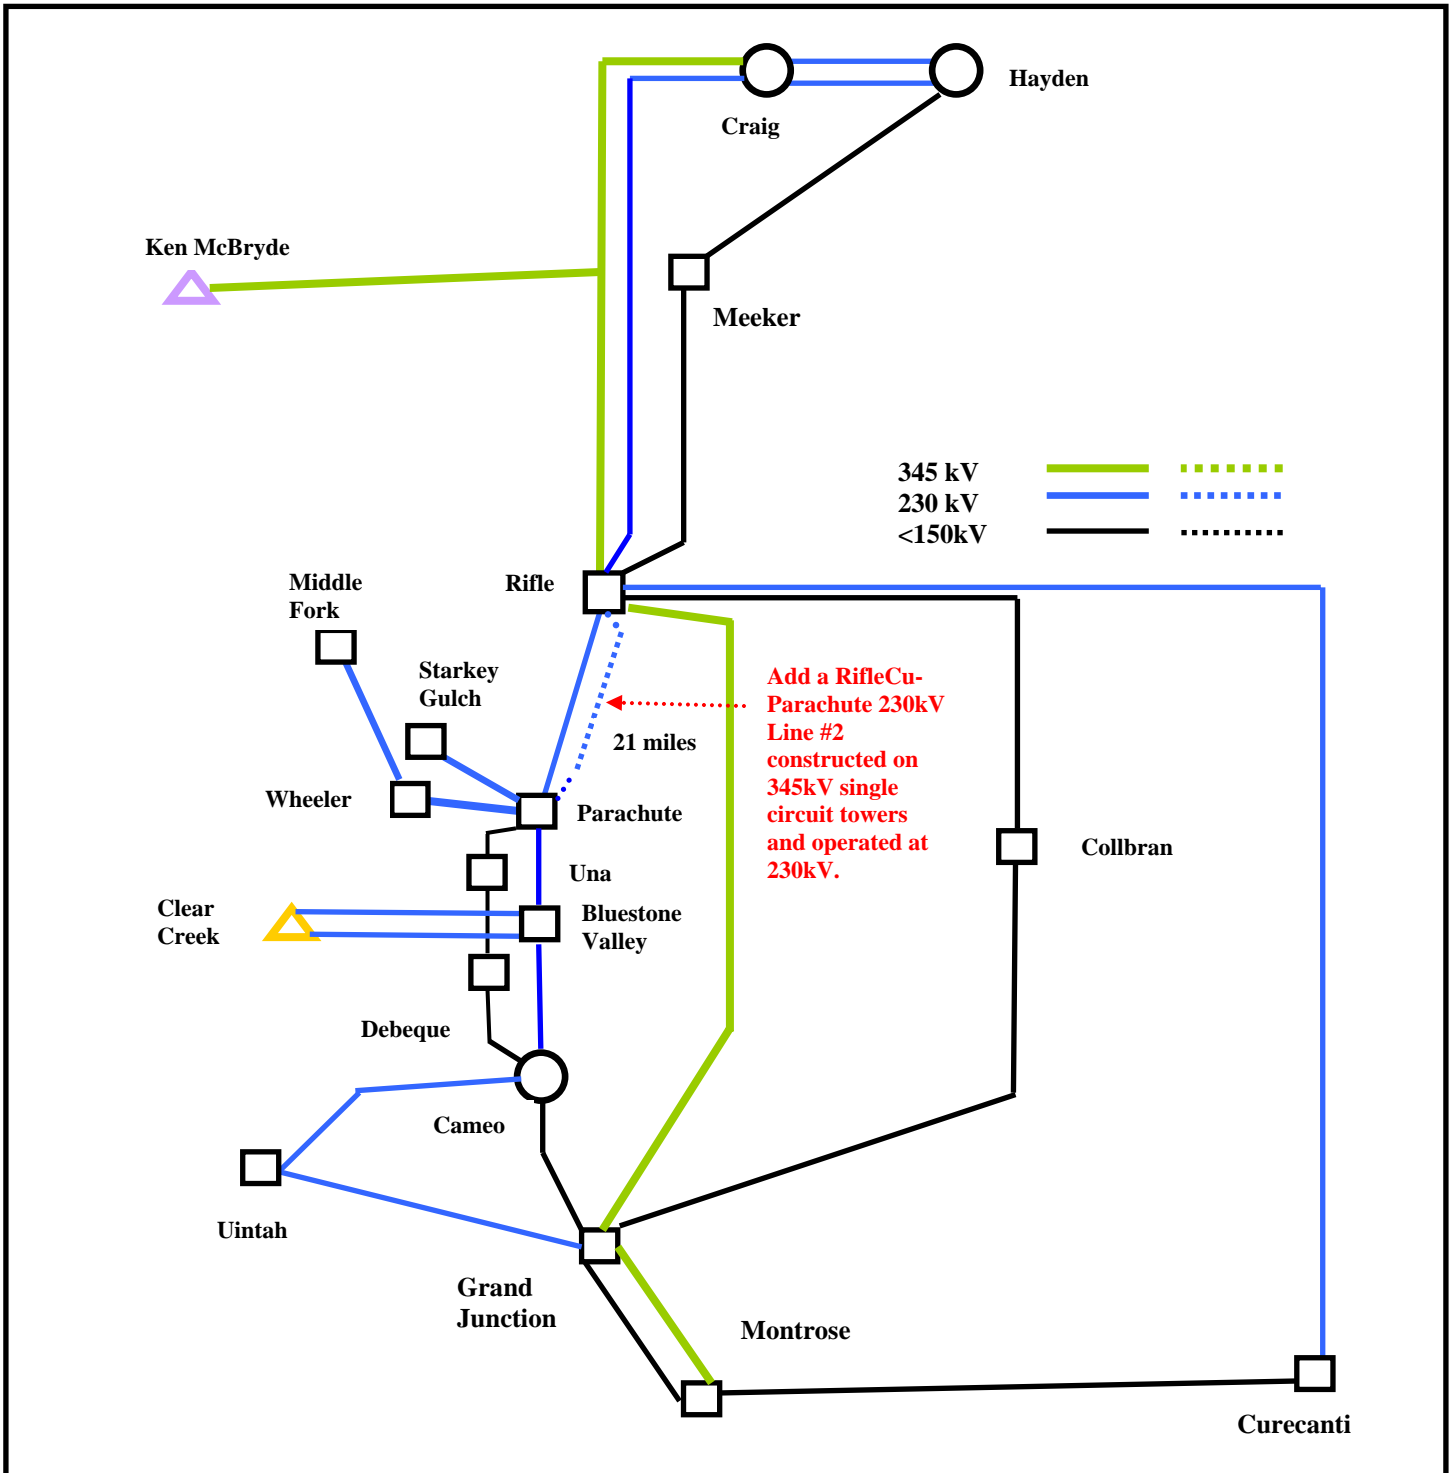 Hayden
Craig
Ken McBryde
Meeker
345 kV
230 kV
<150kV
Middle
Fork
Rifle
Starkey
Gulch
Add a RifleCu-
Parachute 230kV
Line #2
constructed on
345kV single
circuit towers
and operated at
230kV.
21 miles
Wheeler
Parachute
Collbran
Una
Clear
Creek
Bluestone
Valley
Debeque
Cameo
Uintah
Grand
Junction
Montrose
Curecanti